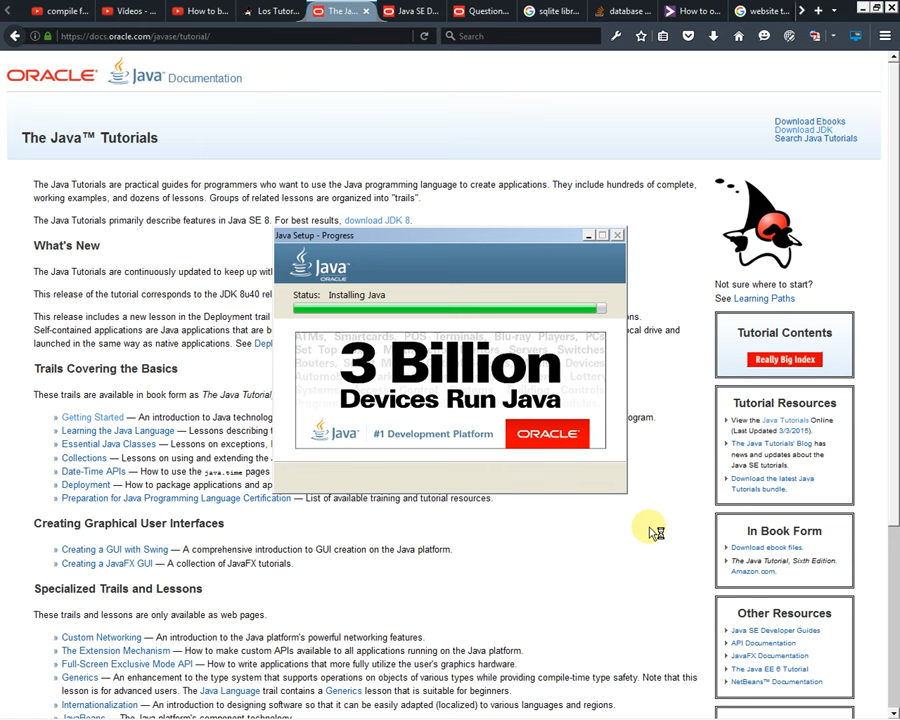 compile f...
Videos - ...
How to b...
Los Tutor...
The Ja...
Java SE D...
Question...
sqlite libr...
database ...
How to o...
website t...
https://docs.oracle.com/javase/tutorial/
Search
ORACLE Java Documentation
The Java™ Tutorials
Download Ebooks
Download JDK
Search Java Tutorials
The Java Tutorials are practical guides for programmers who want to use the Java programming language to create applications. They include hundreds of complete,
working examples, and dozens of lessons. Groups of related lessons are organized into "trails".
The Java Tutorials primarily describe features in Java SE 8. For best results, download JDK 8.
What's New
The Java Tutorials are continuously updated to keep up wit
This release of the tutorial corresponds to the JDK 8u40 rel
This release includes a new lesson in the Deployment trail
ocal drive and
Self-contained applications are Java applications that are b
launched in the same way as native applications. See Depl
Java Setup - Progress
Java
ORACLE
Status: Installing Java
ATMs, Smartcards, POS Terminals, Blu-ray Players, PCs
3 Billion
Devices Run Java
Java #1 Development Platform ORACLE
Trails Covering the Basics
These trails are available in book form as The Java Tutorial,
Getting Started — An introduction to Java technolog
ogram.
Learning the Java Language — Lessons describing
Essential Java Classes — Lessons on exceptions,
Collections — Lessons on using and extending the
Date-Time APIs — How to use the java.time pages
Deployment — How to package applications and ap
Preparation for Java Programming Language Certification — List of available training and tutorial resources.
Creating Graphical User Interfaces
Creating a GUI with Swing — A comprehensive introduction to GUI creation on the Java platform.
Creating a JavaFX GUI — A collection of JavaFX tutorials.
Specialized Trails and Lessons
These trails and lessons are only available as web pages.
Custom Networking — An introduction to the Java platform's powerful networking features.
The Extension Mechanism — How to make custom APIs available to all applications running on the Java platform.
Full-Screen Exclusive Mode API — How to write applications that more fully utilize the user's graphics hardware.
Generics — An enhancement to the type system that supports operations on objects of various types while providing compile-time type safety. Note that this
lesson is for advanced users. The Java Language trail contains a Generics lesson that is suitable for beginners.
Internationalization — An introduction to designing software so that it can be easily adapted (localized) to various languages and regions.
JavaBeans — The Java platform's component technology.
Not sure where to start?
See Learning Paths
Tutorial Contents
Really Big Index
Tutorial Resources
View the Java Tutorials Online
(Last Updated 3/3/2015)
The Java Tutorials' Blog has
news and updates about the
Java SE tutorials.
Download the latest Java
Tutorials bundle.
In Book Form
Download ebook files.
The Java Tutorial, Sixth Edition.
Amazon.com.
Other Resources
Java SE Developer Guides
API Documentation
JavaFX Documentation
The Java EE 6 Tutorial
NetBeans™ Documentation